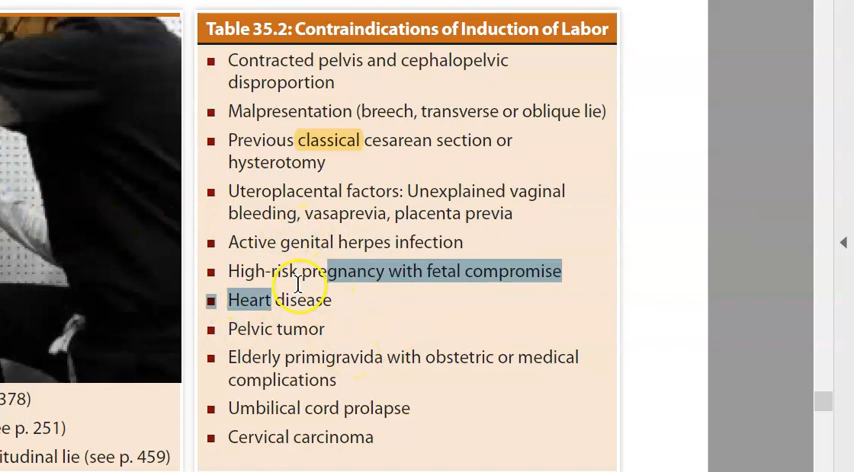 Table 35.2: Contraindications of Induction of Labor
Contracted pelvis and cephalopelvic
disproportion
Malpresentation (breech, transverse or oblique lie)
Previous classical cesarean section or
hysterotomy
Uteroplacental factors: Unexplained vaginal
bleeding, vasaprevia, placenta previa
Active genital herpes infection
High-risk pregnancy with fetal compromise
Heart disease
Pelvic tumor
Elderly primigravida with obstetric or medical
complications
Umbilical cord prolapse
Cervical carcinoma
378)
e p. 251)
itudinal lie (see p. 459)